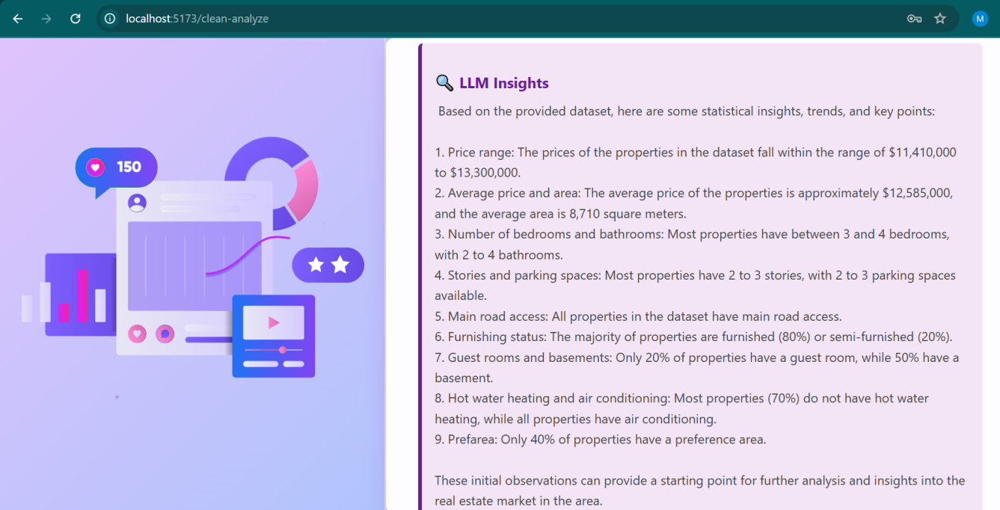 localhost:5173/clean-analyze
M
150
🔍 LLM Insights
Based on the provided dataset, here are some statistical insights, trends, and key points:
1. Price range: The prices of the properties in the dataset fall within the range of $11,410,000
to $13,300,000.
2. Average price and area: The average price of the properties is approximately $12,585,000,
and the average area is 8,710 square meters.
3. Number of bedrooms and bathrooms: Most properties have between 3 and 4 bedrooms,
with 2 to 4 bathrooms.
4. Stories and parking spaces: Most properties have 2 to 3 stories, with 2 to 3 parking spaces
available.
5. Main road access: All properties in the dataset have main road access.
6. Furnishing status: The majority of properties are furnished (80%) or semi-furnished (20%).
7. Guest rooms and basements: Only 20% of properties have a guest room, while 50% have a
basement.
8. Hot water heating and air conditioning: Most properties (70%) do not have hot water
heating, while all properties have air conditioning.
9. Prefarea: Only 40% of properties have a preference area.
These initial observations can provide a starting point for further analysis and insights into the
real estate market in the area.